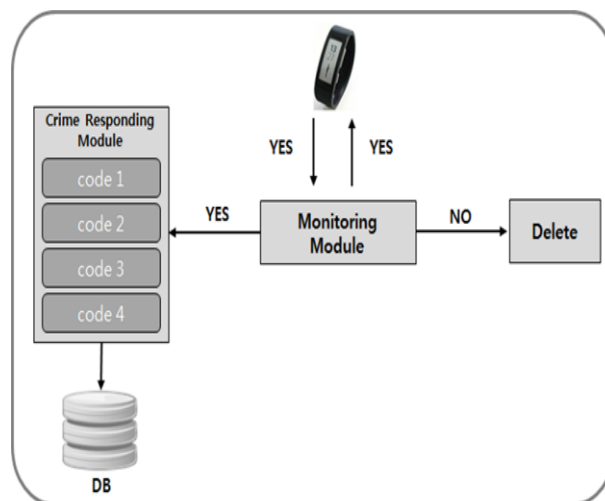 Crime Responding
Module
code 1
code 2
code 3
code 4
DB
YES
YES
YES
Monitoring
Module
NO
Delete